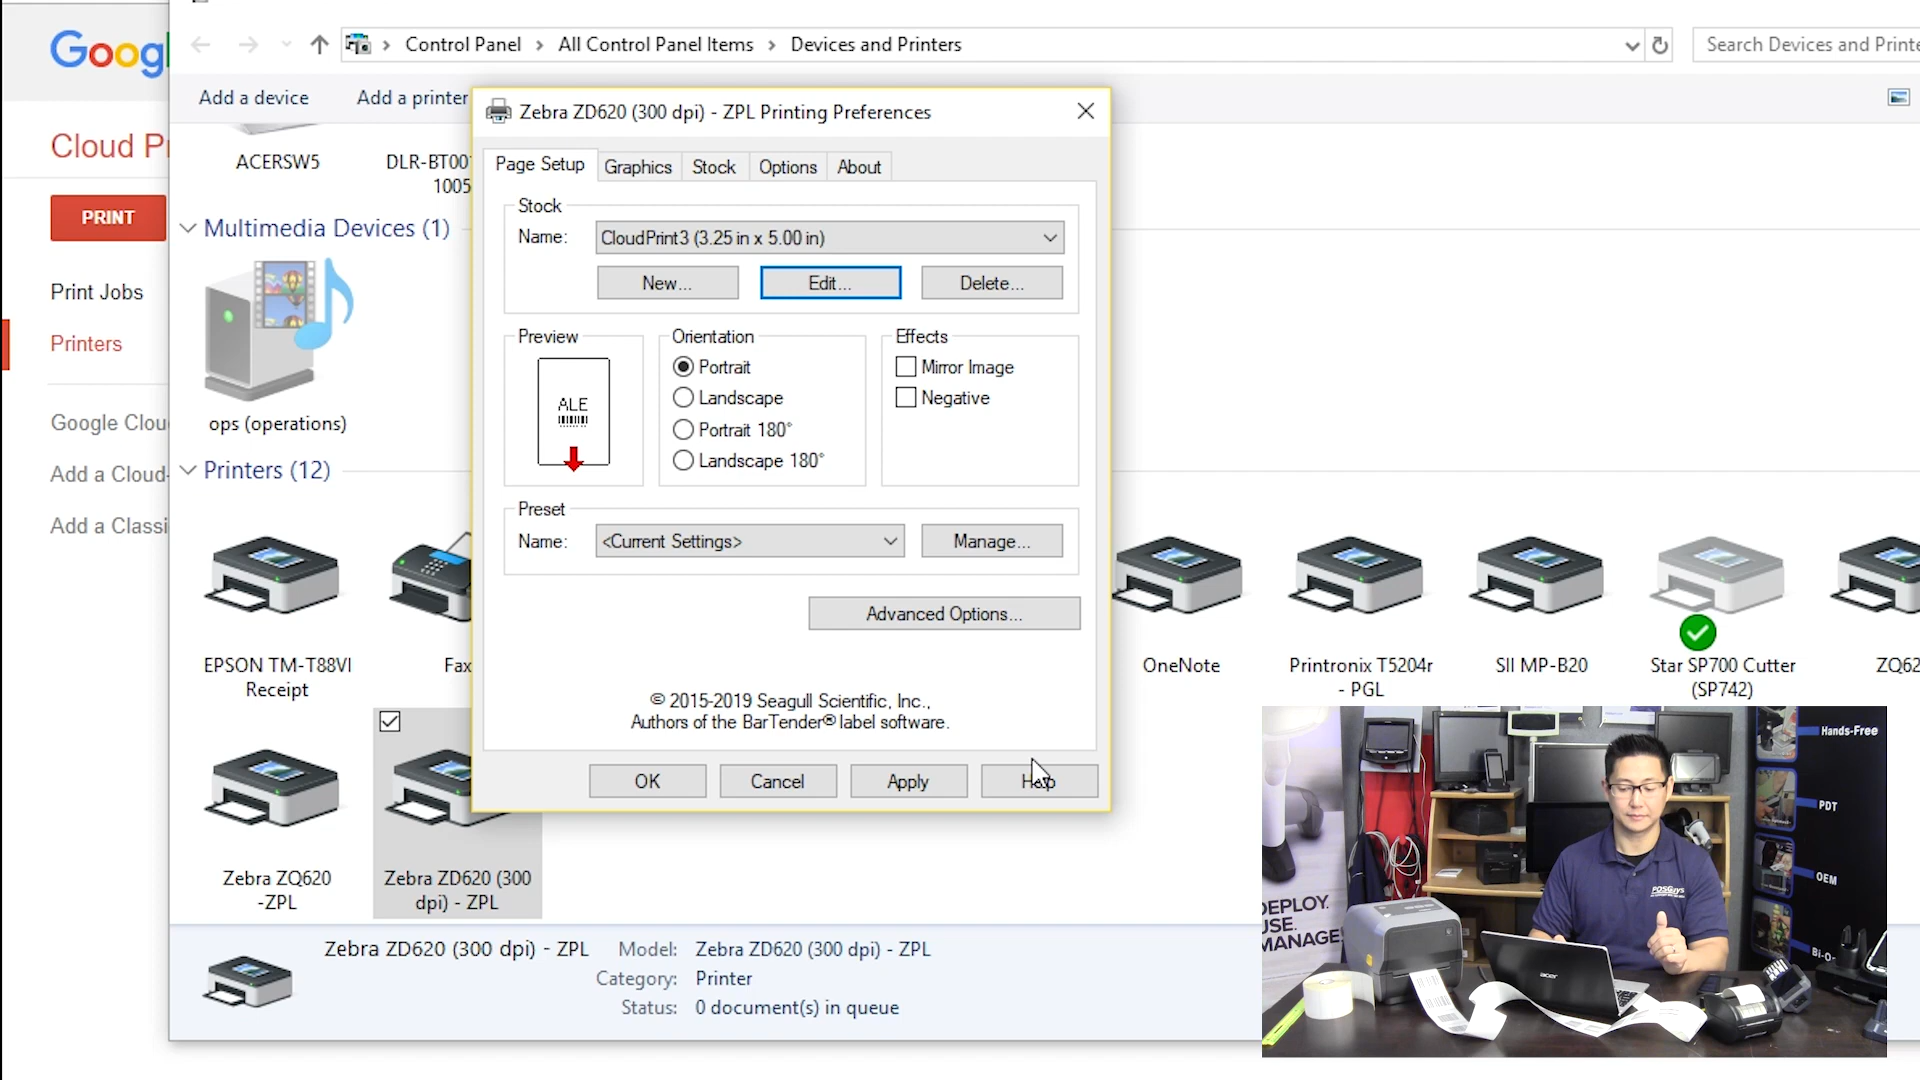 Goog
Control Panel
All Control Panel Items
Devices and Printers
Search Devices and Printe
Add a device
Add a printer
Cloud Pr
PRINT
Print Jobs
Printers
Google Clou
Add a Cloud-
Add a Classi
ACERSW5
DLR-BT00
1005
Multimedia Devices (1)
ops (operations)
Printers (12)
EPSON TM-T88VI
Receipt
Fax
OneNote
Printronix T5204r
- PGL
SII MP-B20
Star SP700 Cutter
(SP742)
ZQ62
Zebra ZQ620
-ZPL
Zebra ZD620 (300
dpi) - ZPL
Zebra ZD620 (300 dpi) - ZPL Printing Preferences
Page Setup
Graphics
Stock
Options
About
Stock
Name:
CloudPrint3 (3.25 in x 5.00 in)
New...
Edit...
Delete...
Preview
ALE
Orientation
Portrait
Landscape
Portrait 180°
Landscape 180°
Effects
Mirror Image
Negative
Preset
Name:
<Current Settings>
Manage...
Advanced Options...
© 2015-2019 Seagull Scientific, Inc.,
Authors of the BarTender® label software.
OK
Cancel
Apply
Help
Zebra ZD620 (300 dpi) - ZPL
Model:
Zebra ZD620 (300 dpi) - ZPL
Category:
Printer
Status:
0 document(s) in queue
Hands-Free
PDT
OEM
Bi-O
DEPLOY.
USE.
MANAGE
POSGuys
acer